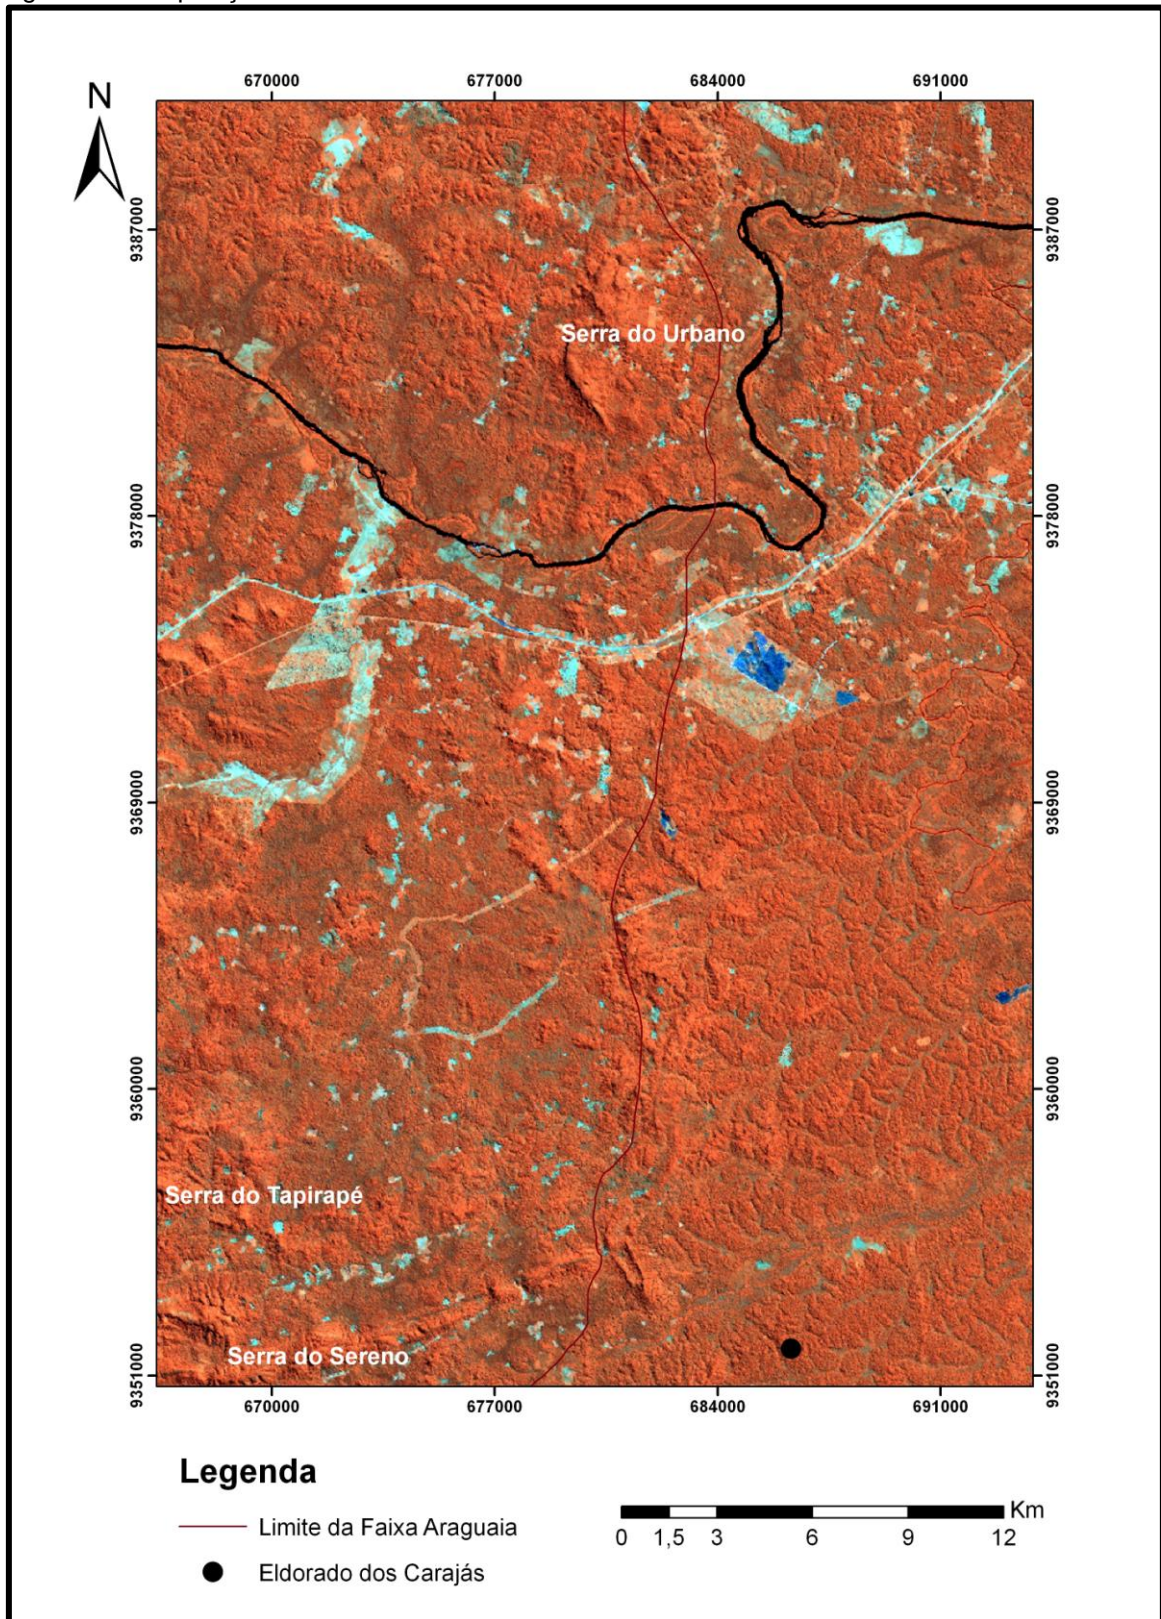 N
670000 677000 684000 691000
9387000 9387000
Serra do Urbano
9378000 9378000
9369000 9369000
9360000 9360000
Serra do Tapirapé
Serra do Sereno
9351000 9351000
670000 677000 684000 691000
Legenda
Limite da Faixa Araguaia
Eldorado dos Carajás
Km
0 1,5 3 6 9 12